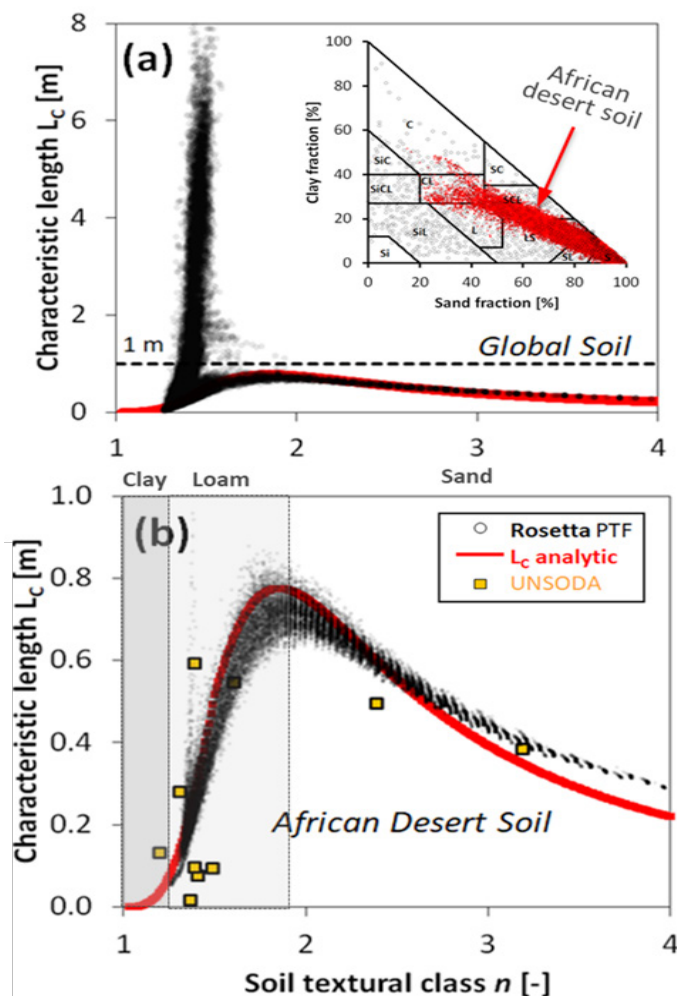 (a)
Characteristic length L_C [m]
8
6
4
2
0
1 m
Global Soil
1 2 3 4
African
desert soil
Clay fraction [%]
100
80
60
40
20
0
C
SiC
SC
SiCL
CL
SCL
SiL
L
LS
Si
SL
S
0 20 40 60 80 100
Sand fraction [%]
Clay Loam Sand
(b)
Characteristic length L_C [m]
1.0
0.8
0.6
0.4
0.2
0.0
Rosetta PTF
L_C analytic
UNSODA
African Desert Soil
1 2 3 4
Soil textural class n [-]